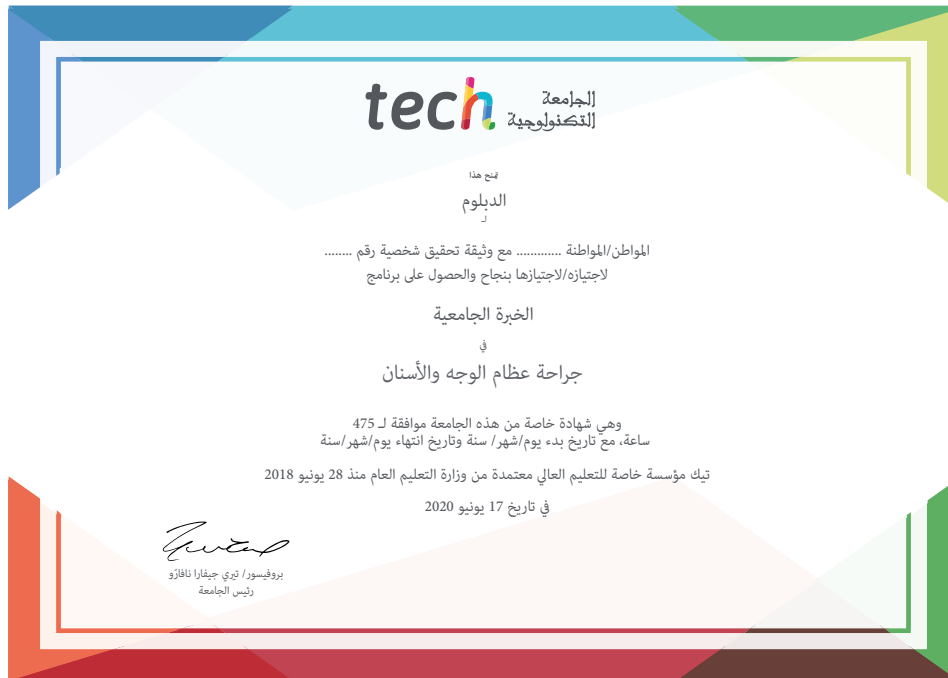 tech
الجامعة
التكنولوجية
تمنح هذا
الدبلوم
لـ
المواطن/المواطنة ............. مع وثيقة تحقيق شخصية رقم ........
لاجتيازه/لاجتيازها بنجاح والحصول على برنامج
الخبرة الجامعية
في
جراحة عظام الوجه والأسنان
وهي شهادة خاصة من هذه الجامعة موافقة لـ 475
ساعة، مع تاريخ بدء يوم/شهر/ سنة وتاريخ انتهاء يوم/شهر/سنة
تيك مؤسسة خاصة للتعليم العالي معتمدة من وزارة التعليم العام منذ 28 يونيو 2018
في تاريخ 17 يونيو 2020
بروفيسور/ تيري جيفارا نافارّو
رئيس الجامعة